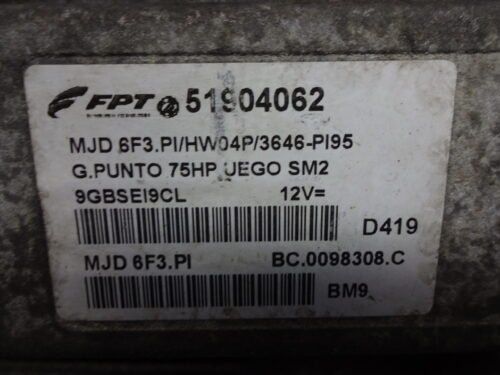 FPT 51904062
MJD 6F3.PI/HW04P/3646-PI95
G.PUNTO 75HP UEGO SM2
9GBSEI9CL 12V=
D419
MJD 6F3.PI BC.0098308.C
BM9